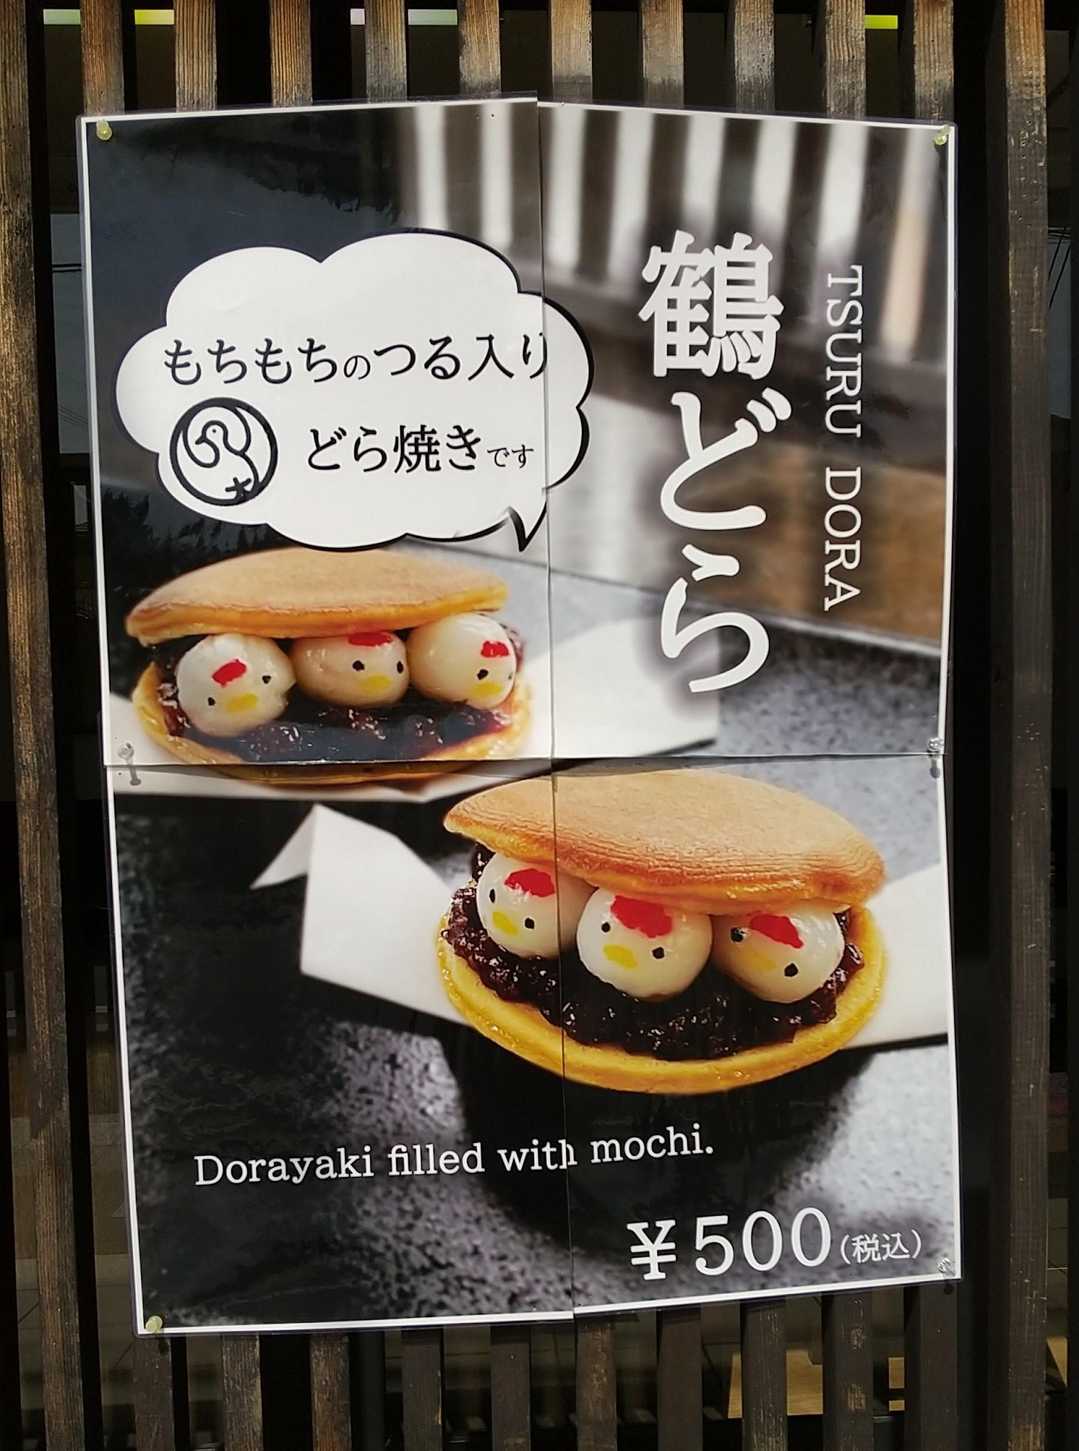 鶴どら
TSURU DORA
もちもちのつる入り
どら焼きです
Dorayaki filled with mochi.
¥500(税込)